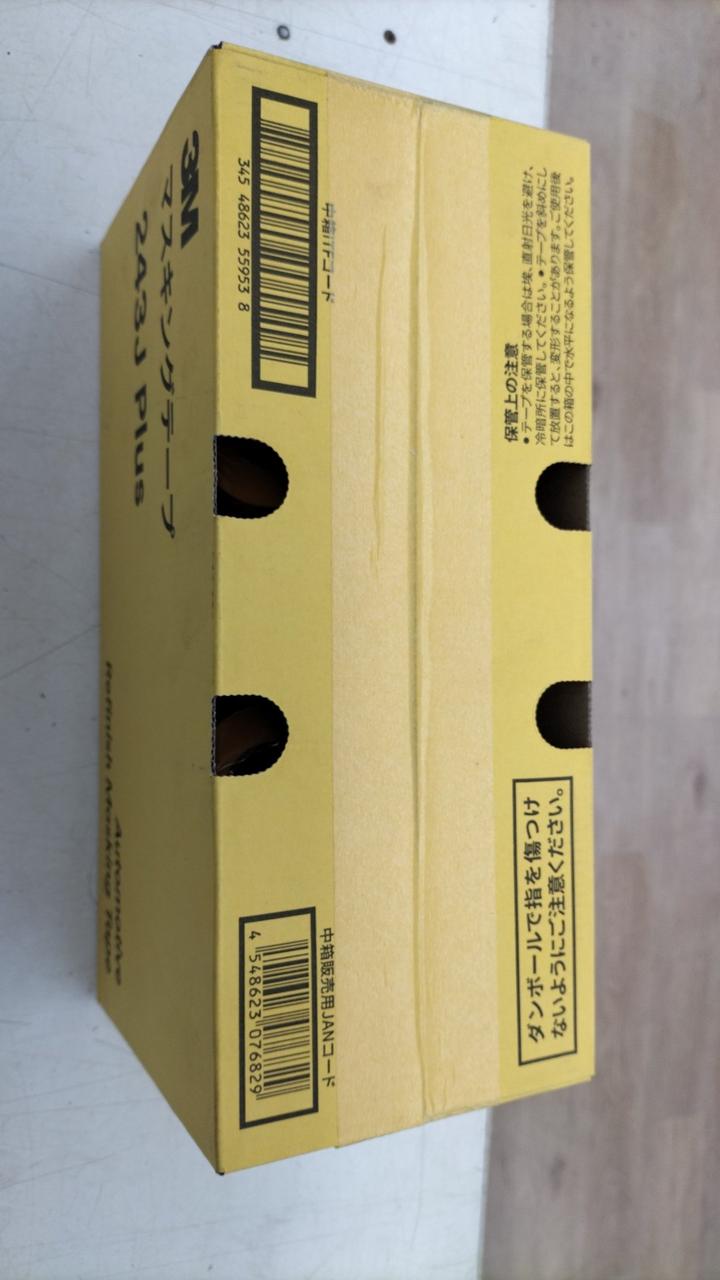 3M
マスキングテープ
243J Plus
Automotive
Refinish Masking Tape
中箱ITFコード
345 48623 55953 8
中箱販売用JANコード
4 548623 076829
保管上の注意
●テープを保管する場合は埃、直射日光を避け、
冷暗所に保管してください。●テープを斜めにし
て放置すると、変形することがあります。ご使用後
はこの箱の中で水平になるよう保管してください。
ダンボールで指を傷つけ
ないようにご注意ください。